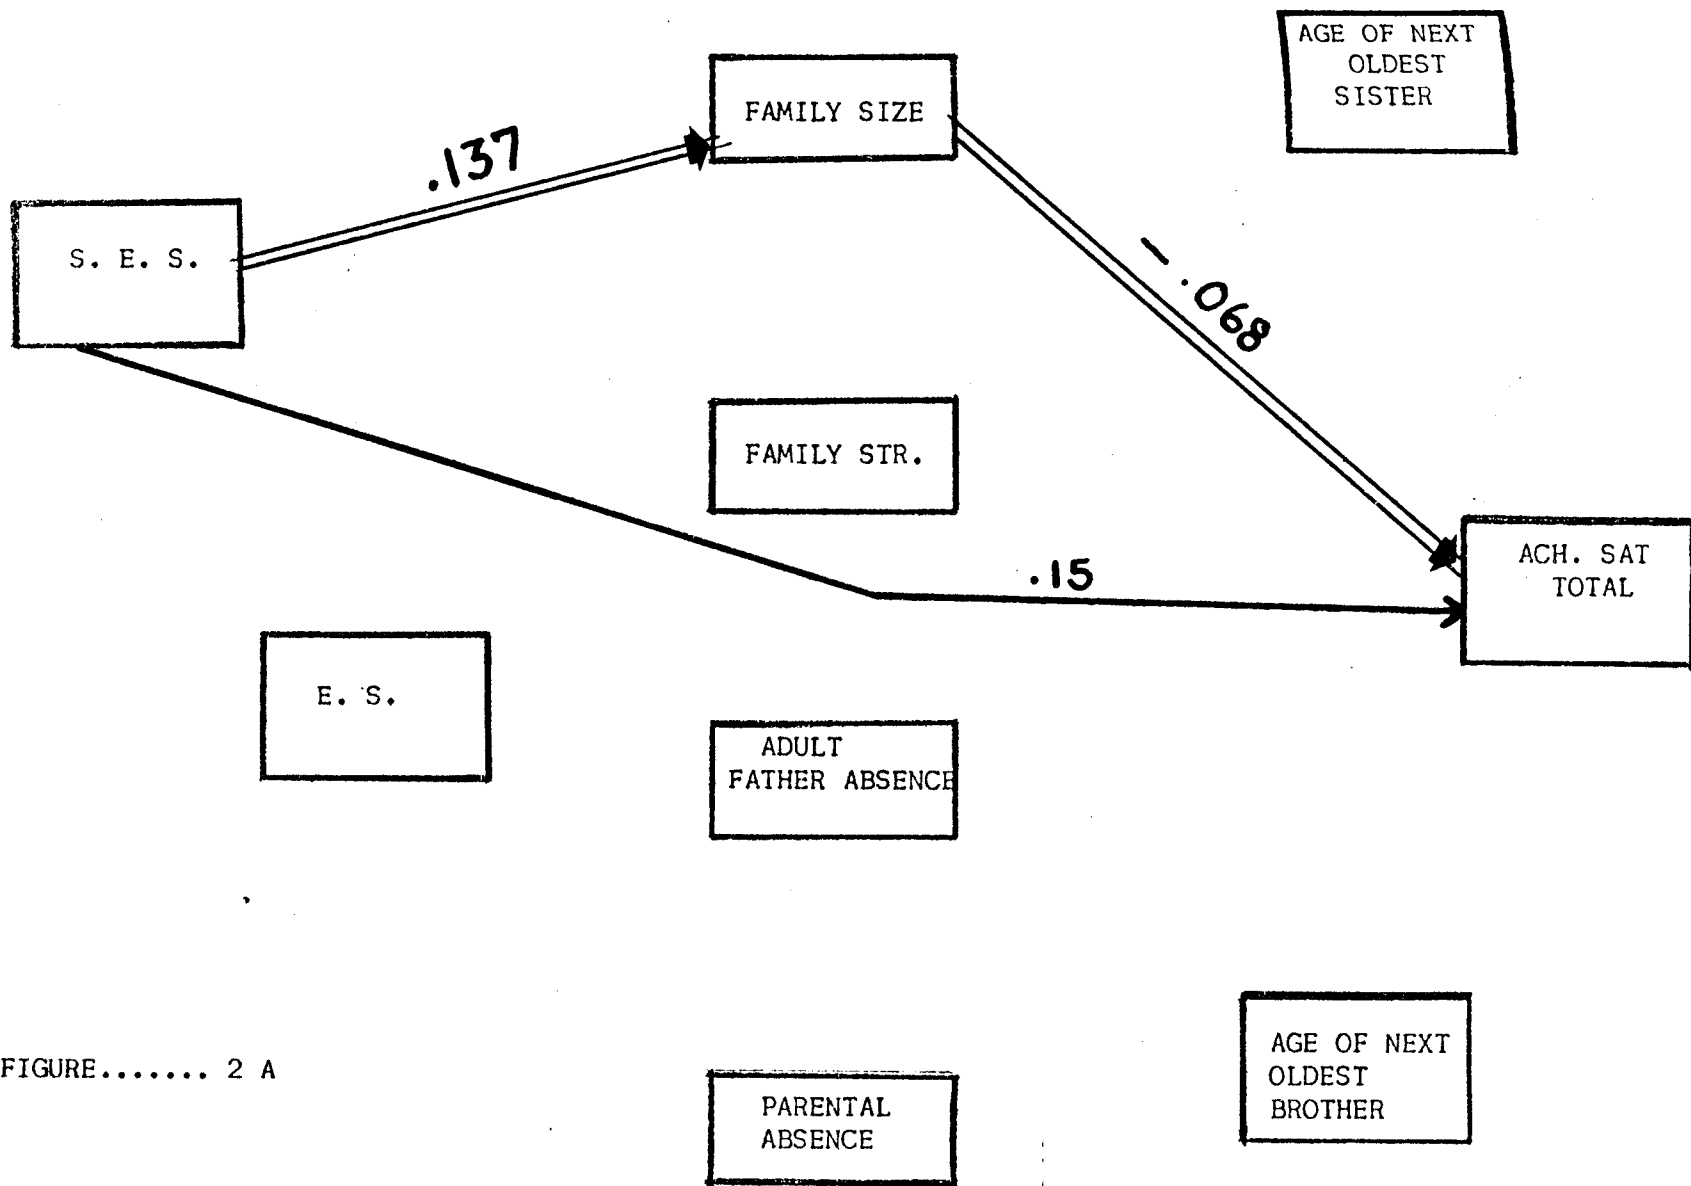 AGE OF NEXT
OLDEST
SISTER
FAMILY SIZE
.137
S. E. S.
-.068
FAMILY STR.
ACH. SAT
TOTAL
.15
E. S.
ADULT
FATHER ABSENCE
AGE OF NEXT
OLDEST
BROTHER
FIGURE....... 2 A
PARENTAL
ABSENCE